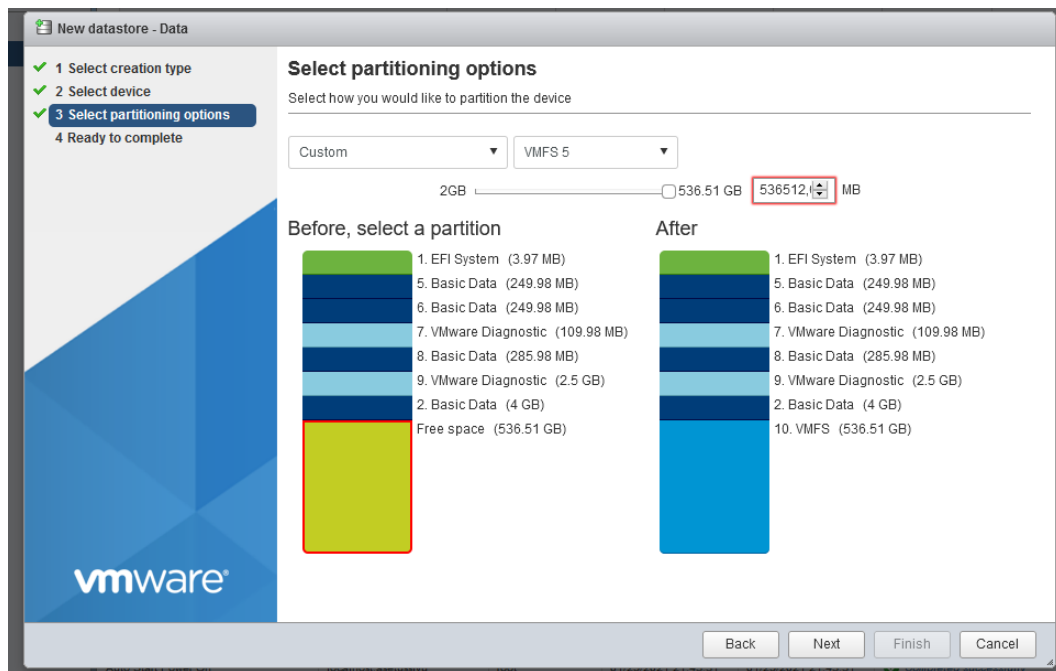 New datastore - Data
1 Select creation type
2 Select device
3 Select partitioning options
4 Ready to complete
vmware®
Select partitioning options
Select how you would like to partition the device
Custom
VMFS 5
2GB
536.51 GB
536512,
MB
Before, select a partition
1. EFI System (3.97 MB)
5. Basic Data (249.98 MB)
6. Basic Data (249.98 MB)
7. VMware Diagnostic (109.98 MB)
8. Basic Data (285.98 MB)
9. VMware Diagnostic (2.5 GB)
2. Basic Data (4 GB)
Free space (536.51 GB)
After
1. EFI System (3.97 MB)
5. Basic Data (249.98 MB)
6. Basic Data (249.98 MB)
7. VMware Diagnostic (109.98 MB)
8. Basic Data (285.98 MB)
9. VMware Diagnostic (2.5 GB)
2. Basic Data (4 GB)
10. VMFS (536.51 GB)
Back
Next
Finish
Cancel